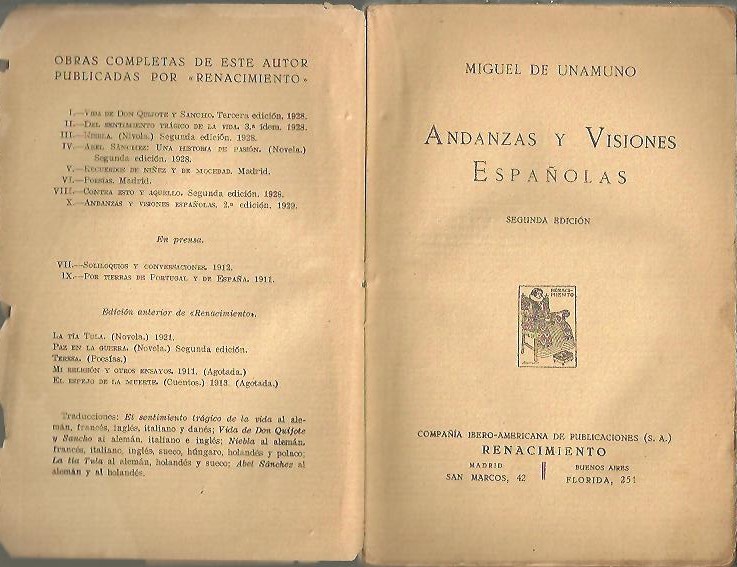 OBRAS COMPLETAS DE ESTE AUTOR
PUBLICADAS POR «RENACIMIENTO»
I.—VIDA DE DON QUIJOTE Y SANCHO. Tercera edición, 1928.
II.—DEL SENTIMIENTO TRÁGICO DE LA VIDA. 3.ª ídem. 1928.
III.—NIEBLA. (Nivola.) Segunda edición. 1928.
IV.—ABEL SÁNCHEZ: UNA HISTORIA DE PASIÓN. (Novela.)
Segunda edición. 1928.
V.—RECUERDOS DE NIÑEZ Y DE MOCEDAD. Madrid.
VI.—POESÍAS. Madrid.
VIII.—CONTRA ESTO Y AQUELLO. Segunda edición. 1928.
X.—ANDANZAS Y VISIONES ESPAÑOLAS, 2.ª edición. 1929.
En prensa.
VII.—SOLILOQUIOS Y CONVERSACIONES. 1912.
IX.—POR TIERRAS DE PORTUGAL Y DE ESPAÑA. 1911.
Edición anterior de «Renacimiento».
LA TÍA TULA. (Novela.) 1921.
PAZ EN LA GUERRA. (Novela.) Segunda edición.
TERESA. (Poesías.)
MI RELIGIÓN Y OTROS ENSAYOS. 1911. (Agotada.)
EL ESPEJO DE LA MUERTE. (Cuentos.) 1913. (Agotada.)
Traducciones: El sentimiento trágico de la vida al ale-
mán, francés, inglés, italiano y danés; Vida de Don Quijote
y Sancho al alemán, italiano e inglés; Niebla al alemán,
francés, italiano, inglés, sueco, húngaro, holandés y polaco;
La tía Tula al alemán, holandés y sueco; Abel Sánchez al
alemán y al holandés.
MIGUEL DE UNAMUNO
ANDANZAS Y VISIONES
ESPAÑOLAS
SEGUNDA EDICIÓN
RENACI-
MIENTO
COMPAÑÍA IBERO-AMERICANA DE PUBLICACIONES (S. A.)
RENACIMIENTO
MADRID
SAN MARCOS, 42
BUENOS AIRES
FLORIDA, 251